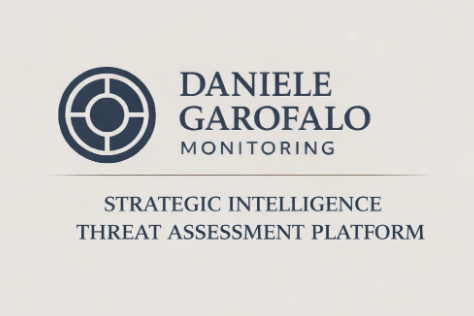 DANIELE
GAROFALO
MONITORING
STRATEGIC INTELLIGENCE
THREAT ASSESSMENT PLATFORM